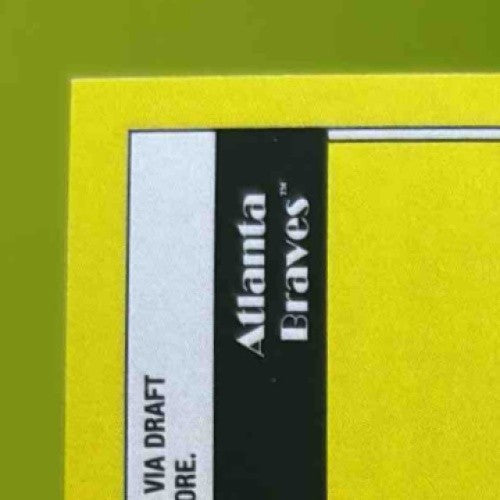 Atlanta
Braves™
VIA DRAFT
ORE.